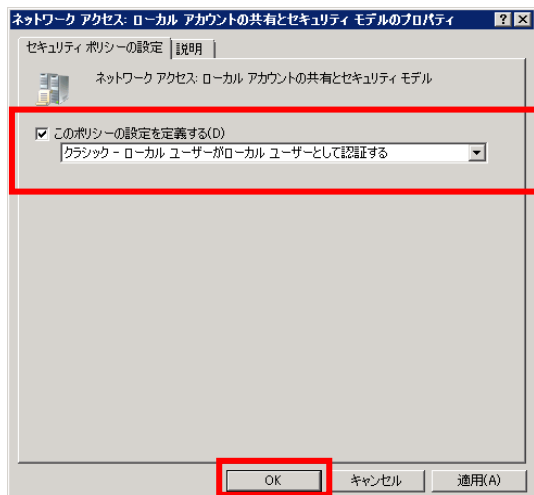 ネットワーク アクセス: ローカル アカウントの共有とセキュリティ モデルのプロパティ
セキュリティ ポリシーの設定 説明
ネットワーク アクセス: ローカル アカウントの共有とセキュリティ モデル
このポリシーの設定を定義する(D)
クラシック - ローカル ユーザーがローカル ユーザーとして認証する
OK キャンセル 適用(A)